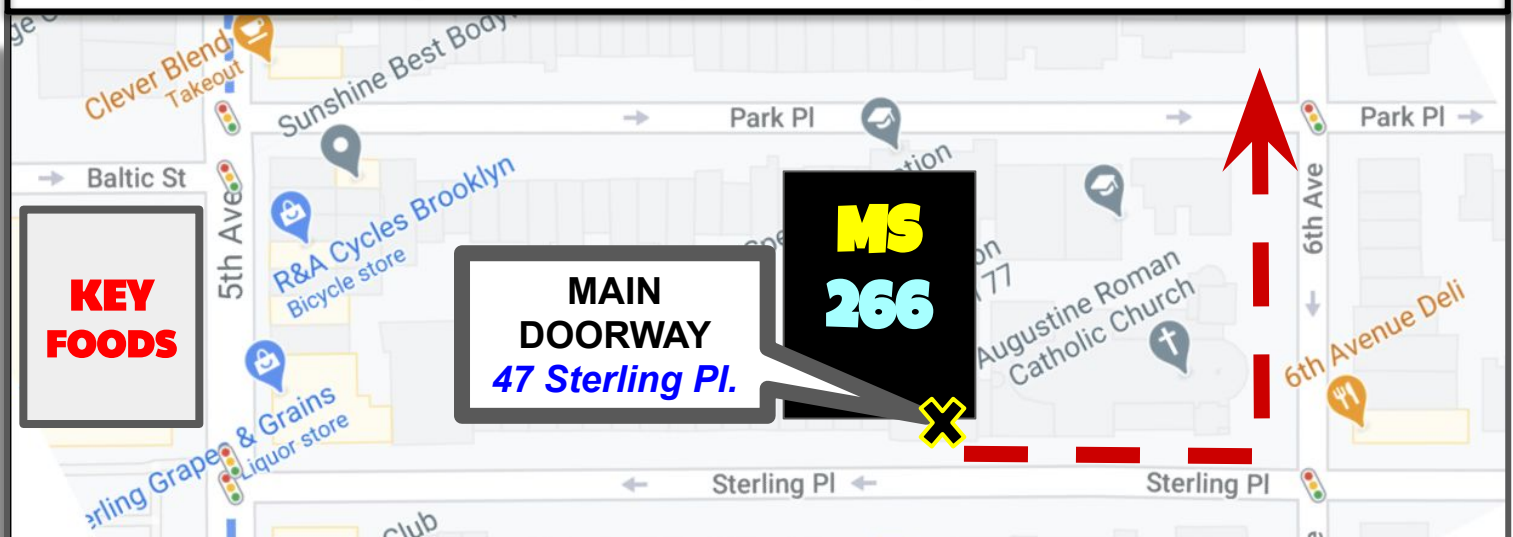 Clever Blend
Takeout
Sunshine Best Body
Park Pl
Park Pl
Baltic St
5th Ave
6th Ave
R&A Cycles Brooklyn
Bicycle store
KEY
FOODS
MAIN
DOORWAY
47 Sterling Pl.
MS
266
77
Augustine Roman
Catholic Church
6th Avenue Deli
& Grains
Liquor store
Sterling Pl
Sterling Pl
Club